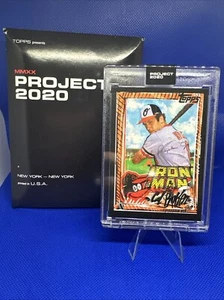 TOPPS presents
MMXX
PROJECT
2020
NEW YORK — NEW YORK
U.S.A.
PROJECT
2020
Topps
IRON
MAN